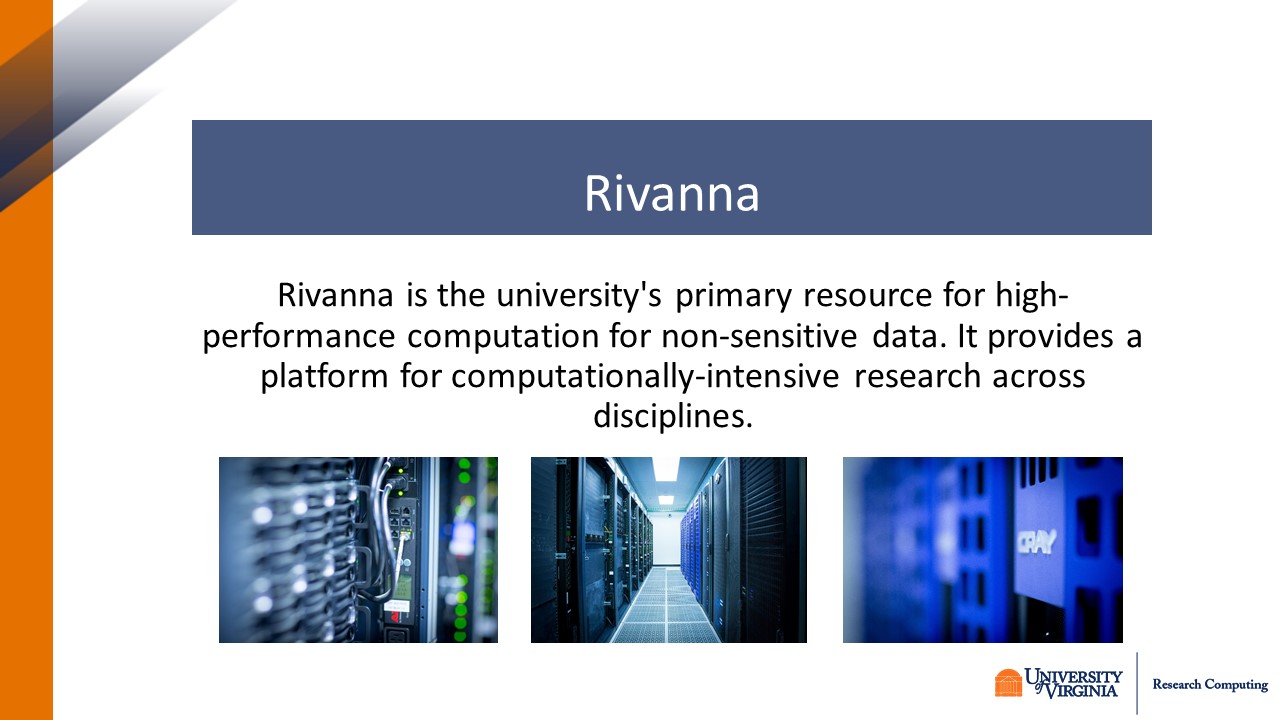 Rivanna
Rivanna is the university's primary resource for high-
performance computation for non-sensitive data. It provides a
platform for computationally-intensive research across
disciplines.
CRAY
UNIVERSITY
of VIRGINIA
Research Computing